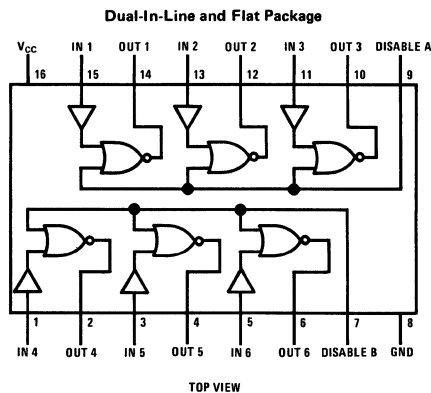 Dual-In-Line and Flat Package
VCC IN 1 OUT 1 IN 2 OUT 2 IN 3 OUT 3 DISABLE A
16 15 14 13 12 11 10 9
1 2 3 4 5 6 7 8
IN 4 OUT 4 IN 5 OUT 5 IN 6 OUT 6 DISABLE B GND
TOP VIEW